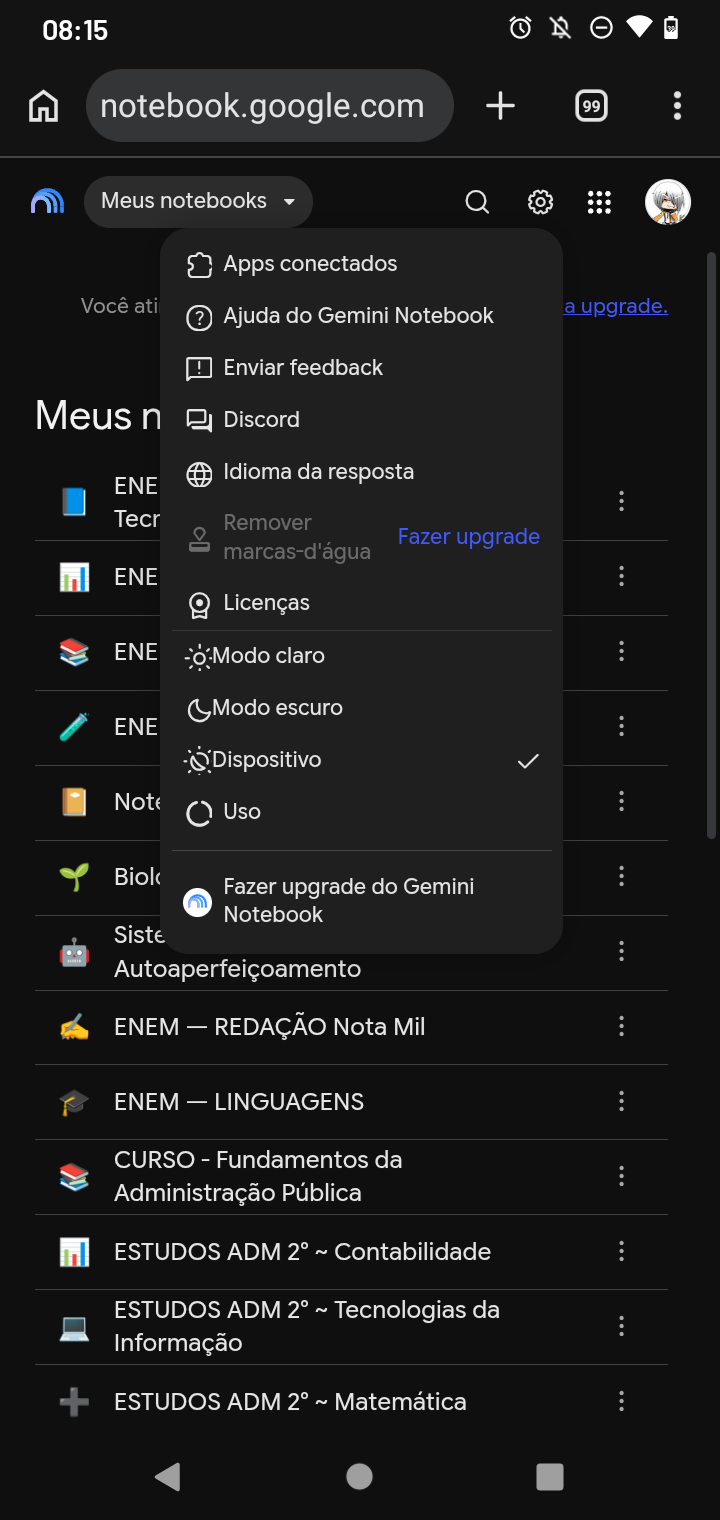 08:15
39
notebook.google.com
99
Meus notebooks
Você ati
a upgrade.
Apps conectados
Ajuda do Gemini Notebook
Enviar feedback
Discord
Idioma da resposta
Remover
marcas-d'água
Fazer upgrade
Licenças
Modo claro
Modo escuro
Dispositivo
Uso
Fazer upgrade do Gemini
Notebook
Meus n
ENE
Tecn
ENE
ENE
ENE
Note
Bioló
Siste
Autoaperfeiçoamento
ENEM — REDAÇÃO Nota Mil
ENEM — LINGUAGENS
CURSO - Fundamentos da
Administração Pública
ESTUDOS ADM 2° ~ Contabilidade
ESTUDOS ADM 2° ~ Tecnologias da
Informação
ESTUDOS ADM 2° ~ Matemática